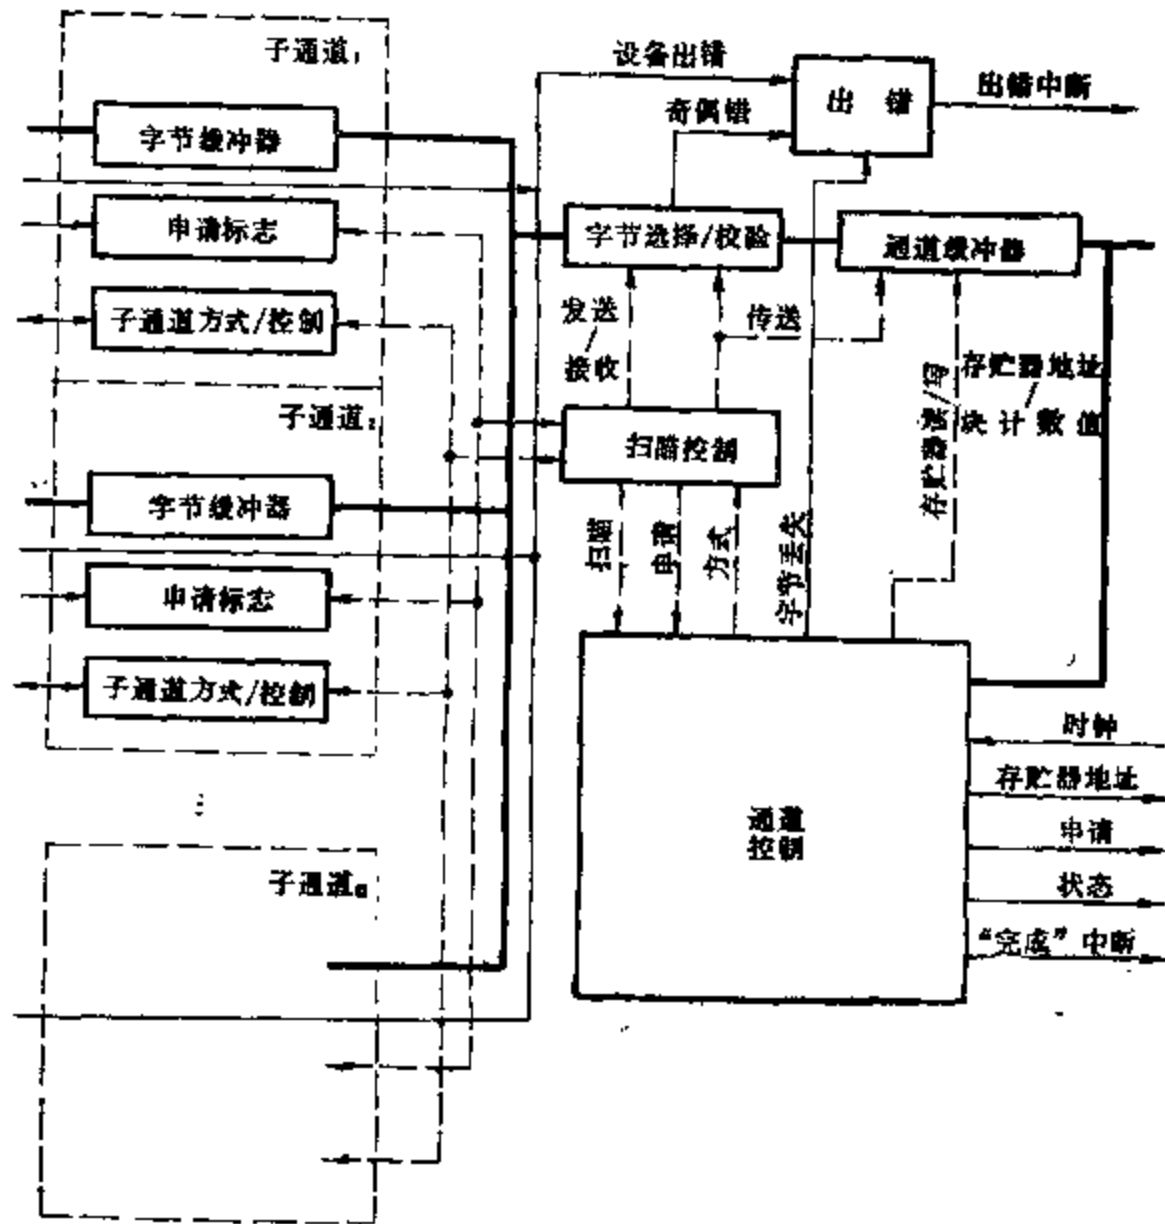 子通道₁
设备出错
出 错
出错中断
奇偶错
字节缓冲器
申请标志
字节选择/校验
通道缓冲器
子通道方式/控制
发送/接收
传送
存贮器读/写
存贮器地址/
块计数值
子通道₂
扫瞄控制
字节缓冲器
扫瞄
申请
方式
字节丢失
申请标志
子通道方式/控制
时钟
存贮器地址
通道
控制
申请
子通道ₙ
状态
“完成”中断